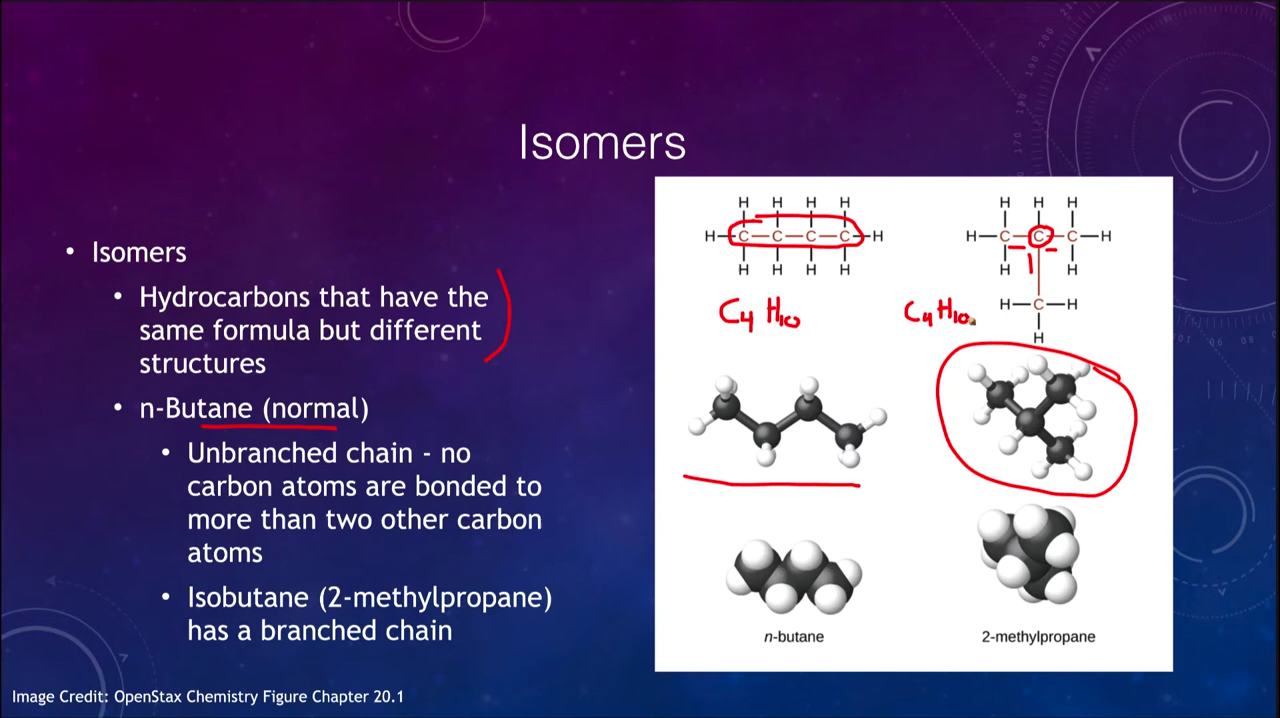 Isomers
• Isomers
• Hydrocarbons that have the
same formula but different
structures
• n-Butane (normal)
• Unbranched chain - no
carbon atoms are bonded to
more than two other carbon
atoms
• Isobutane (2-methylpropane)
has a branched chain
H H H H
H—C—C—C—C—H
H H H H
C4 H10
H H H
H—C—C—C—H
H H
H—C—H
H
C4H10
n-butane
2-methylpropane
Image Credit: OpenStax Chemistry Figure Chapter 20.1